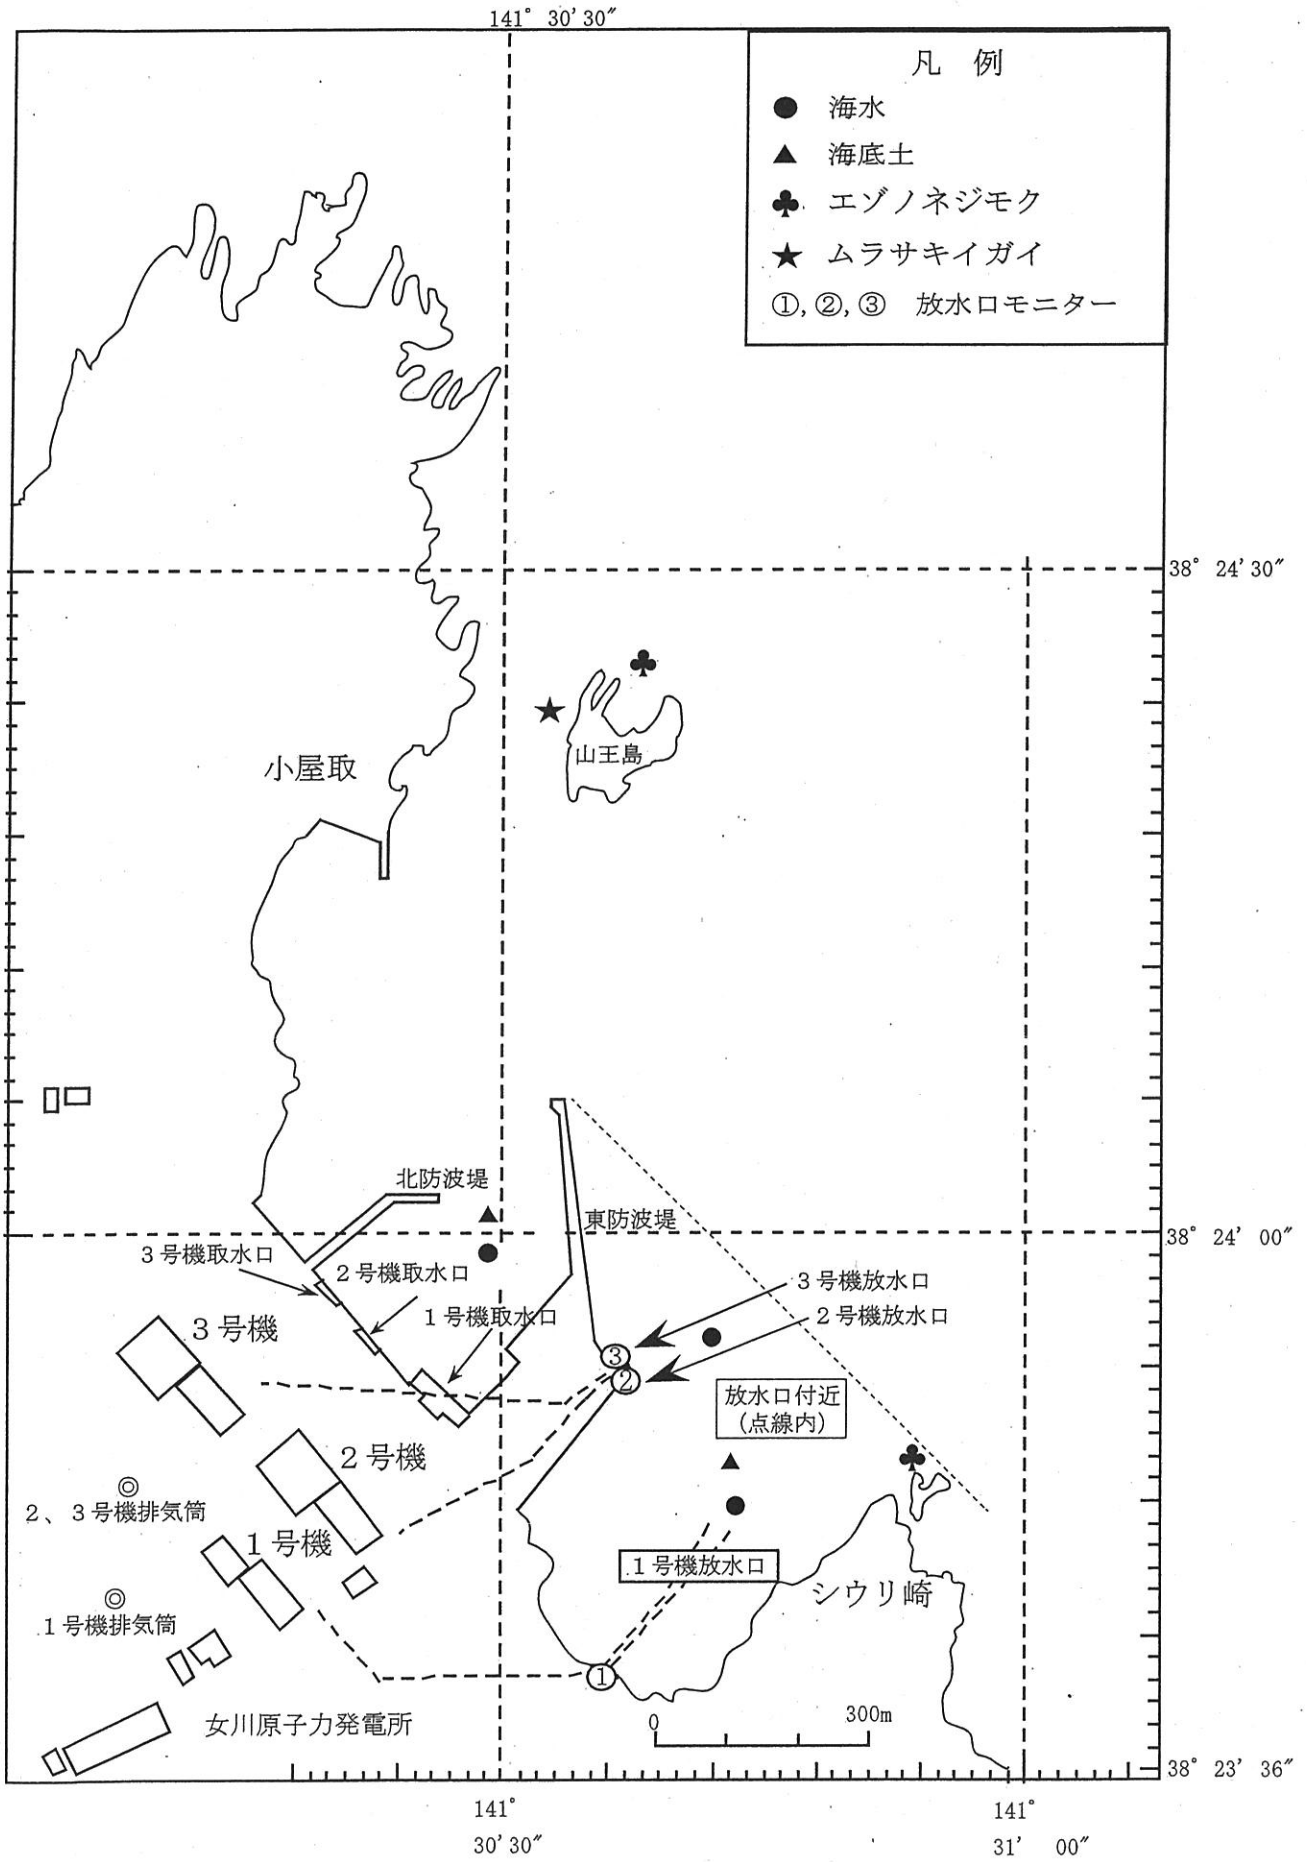 141° 30′30″
凡 例
海水
海底土
エゾノネジモク
ムラサキイガイ
①,②,③ 放水口モニター
38° 24′30″
山王島
小屋取
北防波堤
東防波堤
38° 24′ 00″
3号機取水口
2号機取水口
1号機取水口
3号機放水口
2号機放水口
3号機
③
②
放水口付近
(点線内)
2号機
2、3号機排気筒
1号機
1号機放水口
シウリ崎
1号機排気筒
①
女川原子力発電所
0
300m
38° 23′ 36″
141°
30′30″
141°
31′ 00″